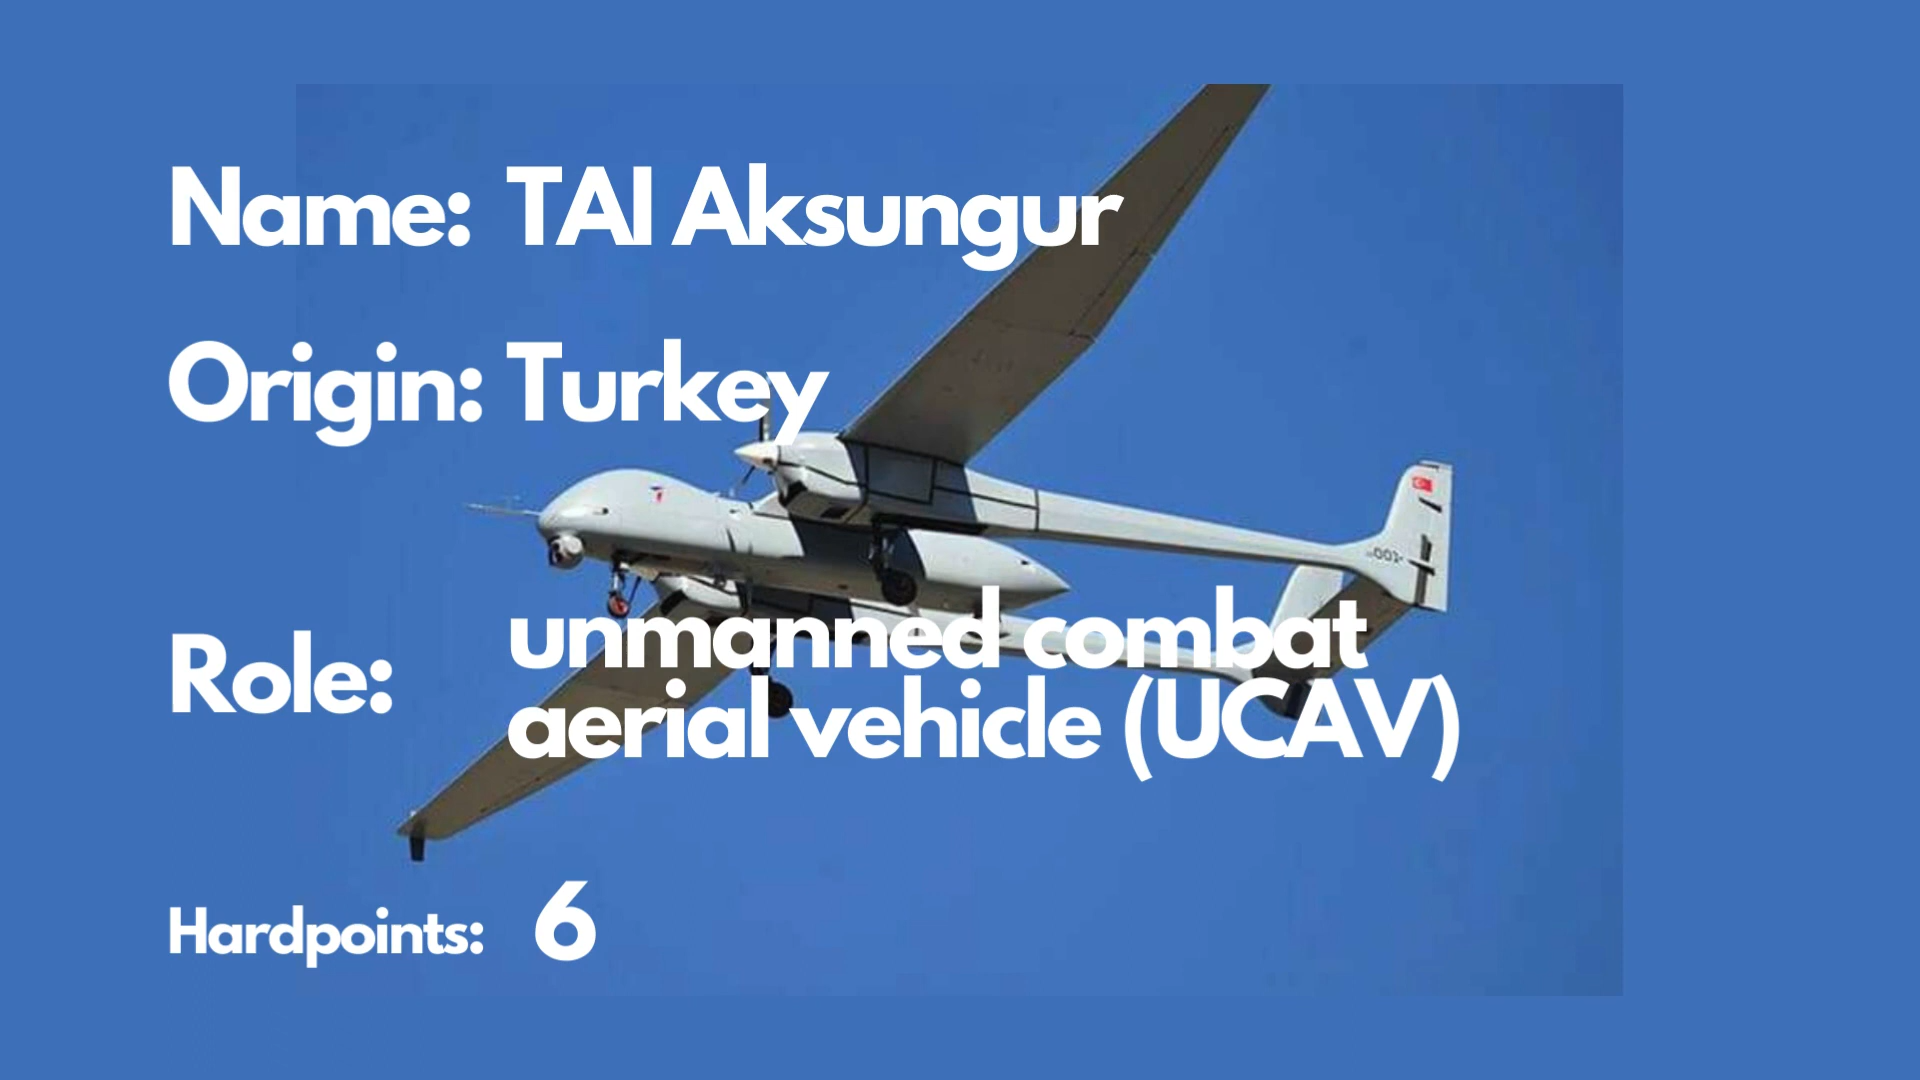 Name: TAI Aksungur
Origin: Turkey
Role: unmanned combat
aerial vehicle (UCAV)
Hardpoints: 6